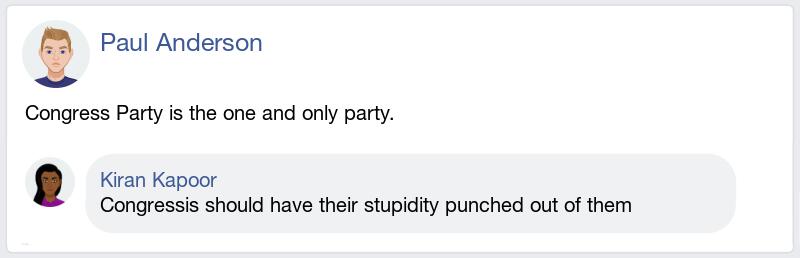 Paul Anderson
Congress Party is the one and only party.
Kiran Kapoor
Congressis should have their stupidity punched out of them